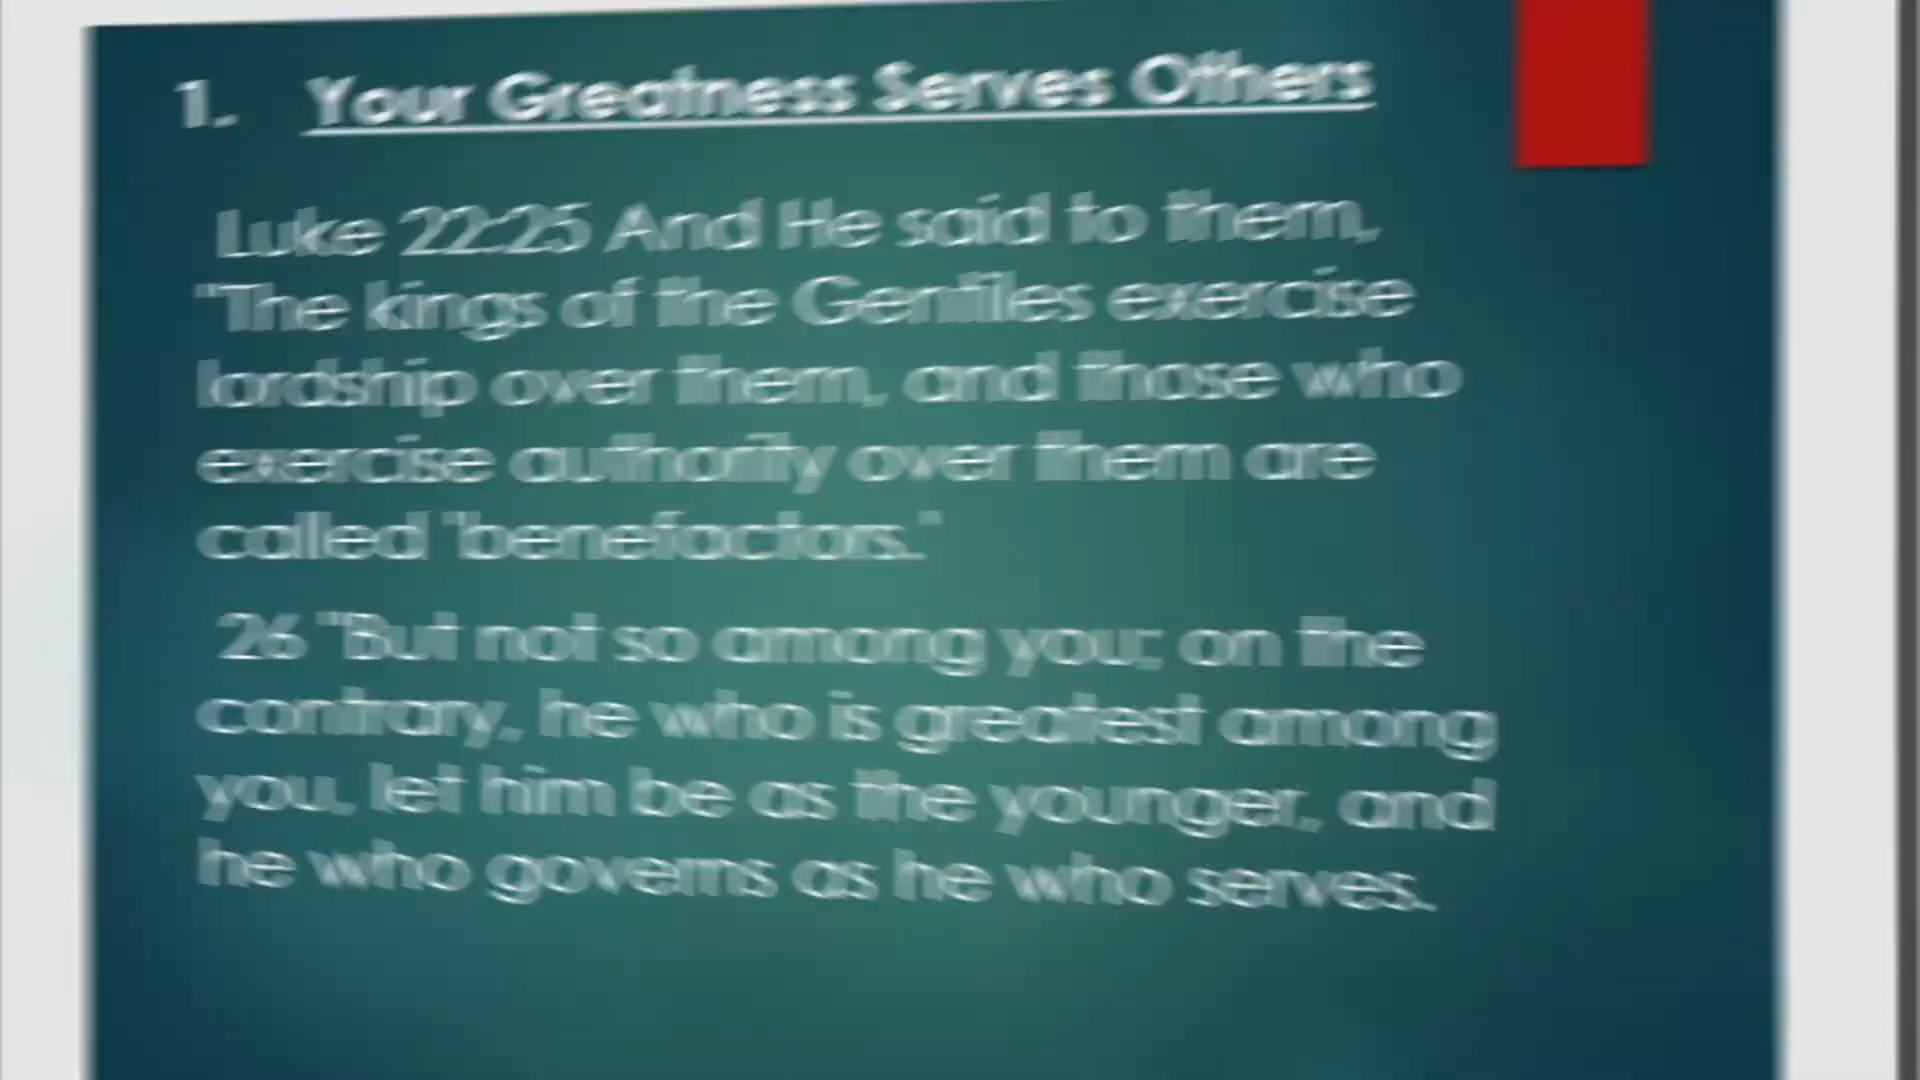 1. Your Greatness Serves Others
Luke 22:25 And He said to them,
"The kings of the Gentiles exercise
lordship over them, and those who
exercise authority over them are
called 'benefactors.'
26 "But not so among you; on the
contrary, he who is greatest among
you, let him be as the younger, and
he who governs as he who serves.